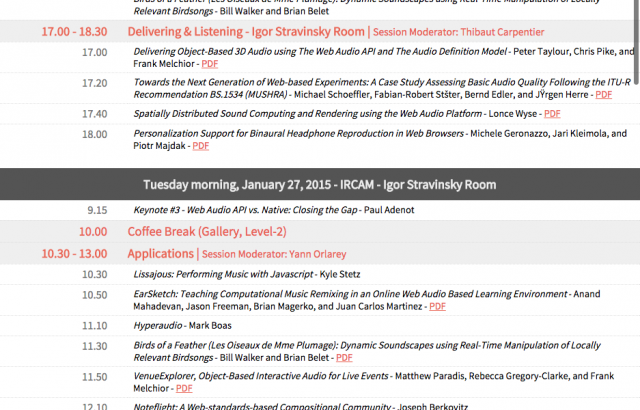 Birds of a Feather (Les Oiseaux de Mme Plumage): Dynamic Soundscapes using Real-Time Manipulation of Locally
Relevant Birdsongs - Bill Walker and Brian Belet
17.00 - 18.30 Delivering & Listening - Igor Stravinsky Room | Session Moderator: Thibaut Carpentier
17.00 Delivering Object-Based 3D Audio using The Web Audio API and The Audio Definition Model - Peter Taylour, Chris Pike, and
Frank Melchior - PDF
17.20 Towards the Next Generation of Web-based Experiments: A Case Study Assessing Basic Audio Quality Following the ITU-R
Recommendation BS.1534 (MUSHRA) - Michael Schoeffler, Fabian-Robert Stšter, Bernd Edler, and JŸrgen Herre - PDF
17.40 Spatially Distributed Sound Computing and Rendering using the Web Audio Platform - Lonce Wyse - PDF
18.00 Personalization Support for Binaural Headphone Reproduction in Web Browsers - Michele Geronazzo, Jari Kleimola, and
Piotr Majdak - PDF
Tuesday morning, January 27, 2015 - IRCAM - Igor Stravinsky Room
9.15 Keynote #3 - Web Audio API vs. Native: Closing the Gap - Paul Adenot
10.00 Coffee Break (Gallery, Level-2)
10.30 - 13.00 Applications | Session Moderator: Yann Orlarey
10.30 Lissajous: Performing Music with Javascript - Kyle Stetz
10.50 EarSketch: Teaching Computational Music Remixing in an Online Web Audio Based Learning Environment - Anand
Mahadevan, Jason Freeman, Brian Magerko, and Juan Carlos Martinez - PDF
11.10 Hyperaudio - Mark Boas
11.30 Birds of a Feather (Les Oiseaux de Mme Plumage): Dynamic Soundscapes using Real-Time Manipulation of Locally
Relevant Birdsongs - Bill Walker and Brian Belet - PDF
11.50 VenueExplorer, Object-Based Interactive Audio for Live Events - Matthew Paradis, Rebecca Gregory-Clarke, and Frank
Melchior - PDF
12.10 Noteflight: A Web-standards-based Compositional Community - Joseph Berkovitz